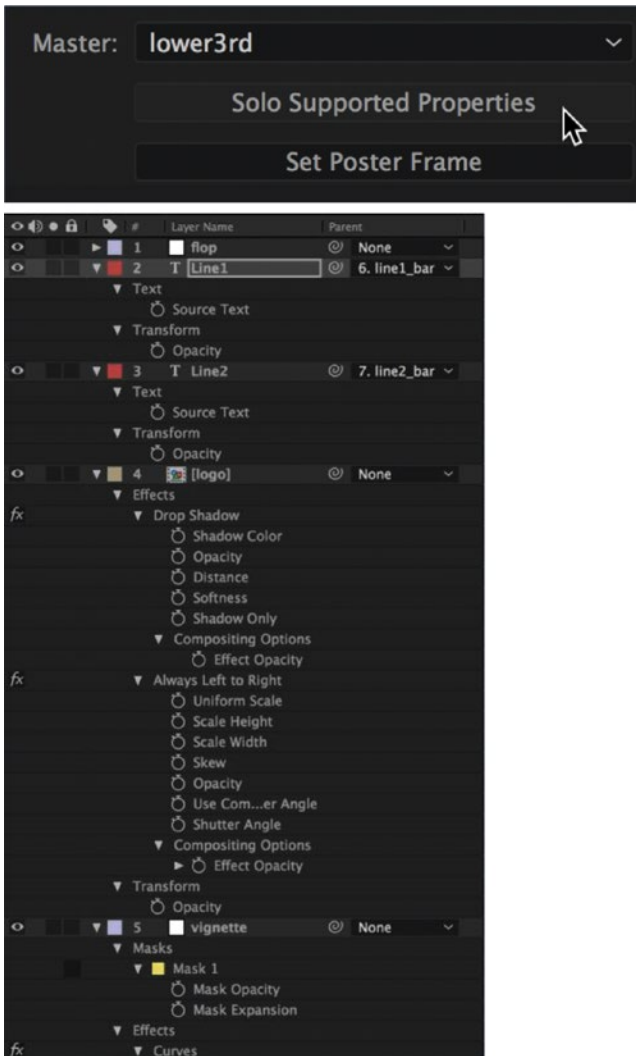 Master: lower3rd
Solo Supported Properties
Set Poster Frame
# Layer Name Parent
1 flop None
2 T Line1 6. line1_bar
Text
Source Text
Transform
Opacity
3 T Line2 7. line2_bar
Text
Source Text
Transform
Opacity
4 [logo] None
Effects
fx Drop Shadow
Shadow Color
Opacity
Distance
Softness
Shadow Only
Compositing Options
Effect Opacity
fx Always Left to Right
Uniform Scale
Scale Height
Scale Width
Skew
Opacity
Use Com...er Angle
Shutter Angle
Compositing Options
Effect Opacity
Transform
Opacity
5 vignette None
Masks
Mask 1
Mask Opacity
Mask Expansion
Effects
fx Curves